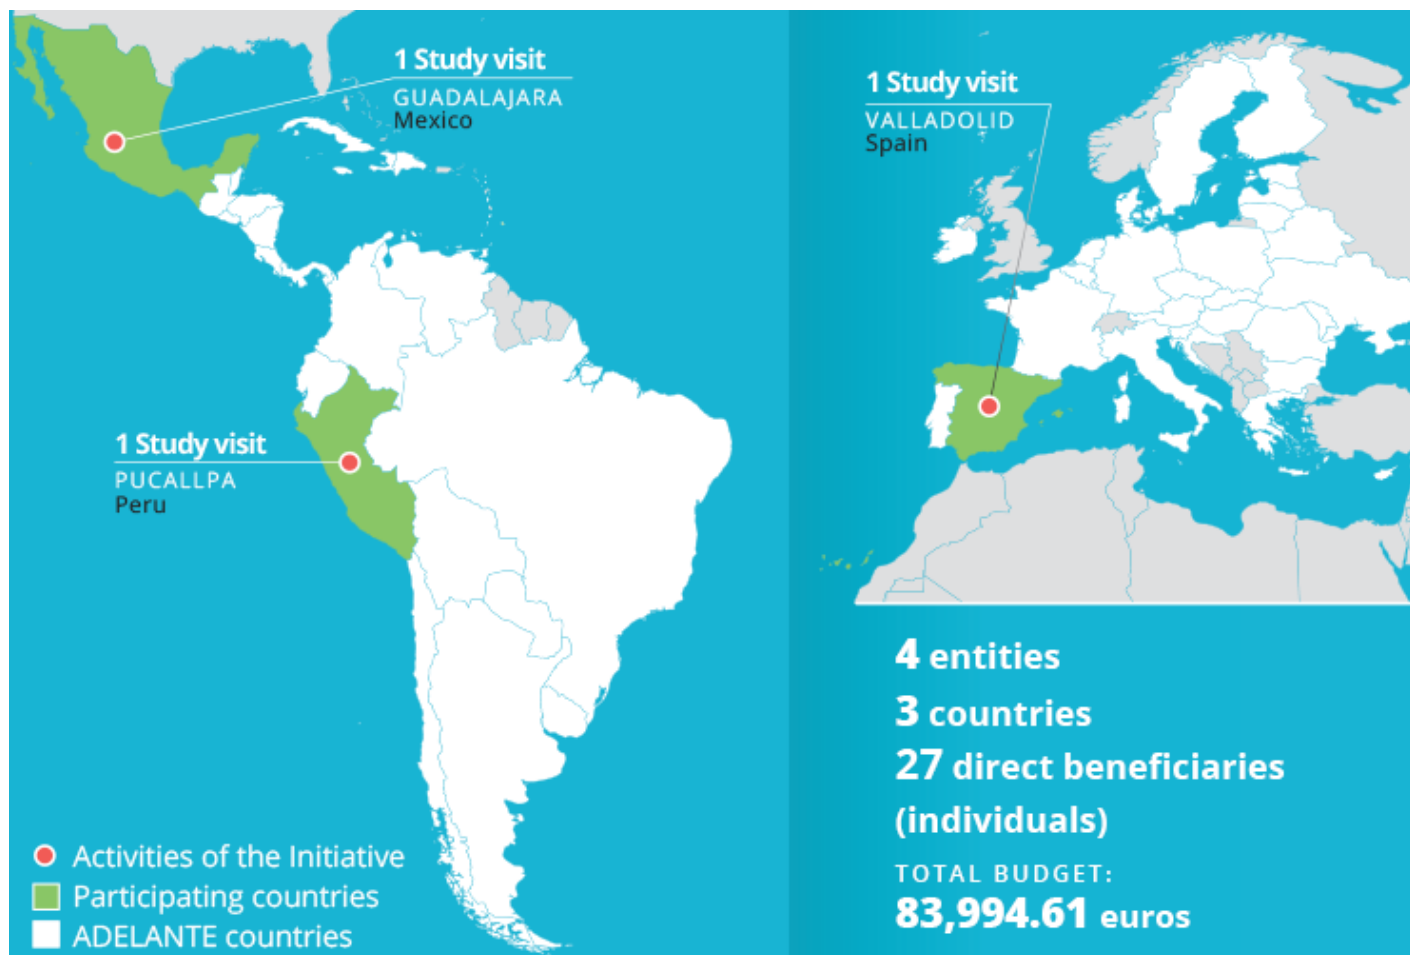 1 Study visit
GUADALAJARA
Mexico
1 Study visit
PUCALLPA
Peru
Activities of the Initiative
Participating countries
ADELANTE countries
1 Study visit
VALLADOLID
Spain
4 entities
3 countries
27 direct beneficiaries
(individuals)
TOTAL BUDGET:
83,994.61 euros